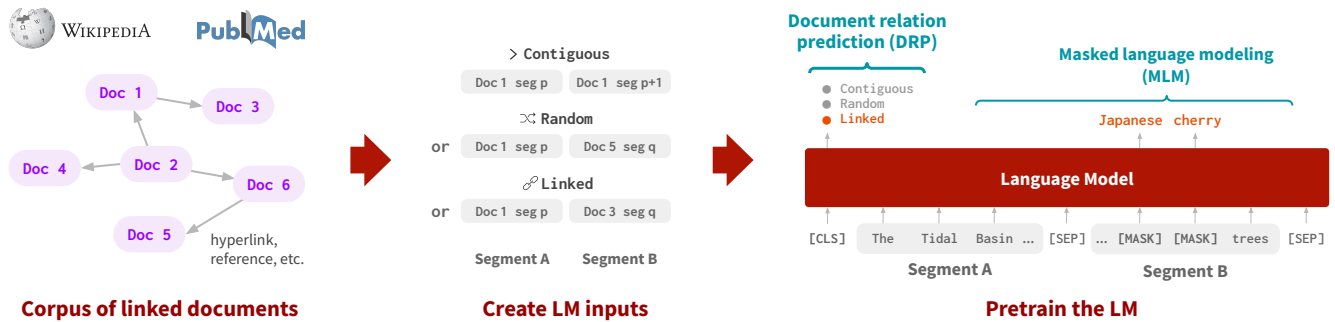 WIKIPEDIA
PubMed
Doc 1
Doc 3
Doc 4
Doc 2
Doc 6
Doc 5
hyperlink,
reference, etc.
Corpus of linked documents
Contiguous
Doc 1 seg p Doc 1 seg p+1
Random
or Doc 1 seg p Doc 5 seg q
Linked
or Doc 1 seg p Doc 3 seg q
Segment A Segment B
Create LM inputs
Document relation
prediction (DRP)
Contiguous
Random
Linked
Masked language modeling
(MLM)
Japanese cherry
Language Model
[CLS] The Tidal Basin ... [SEP] ... [MASK] [MASK] trees [SEP]
Segment A Segment B
Pretrain the LM